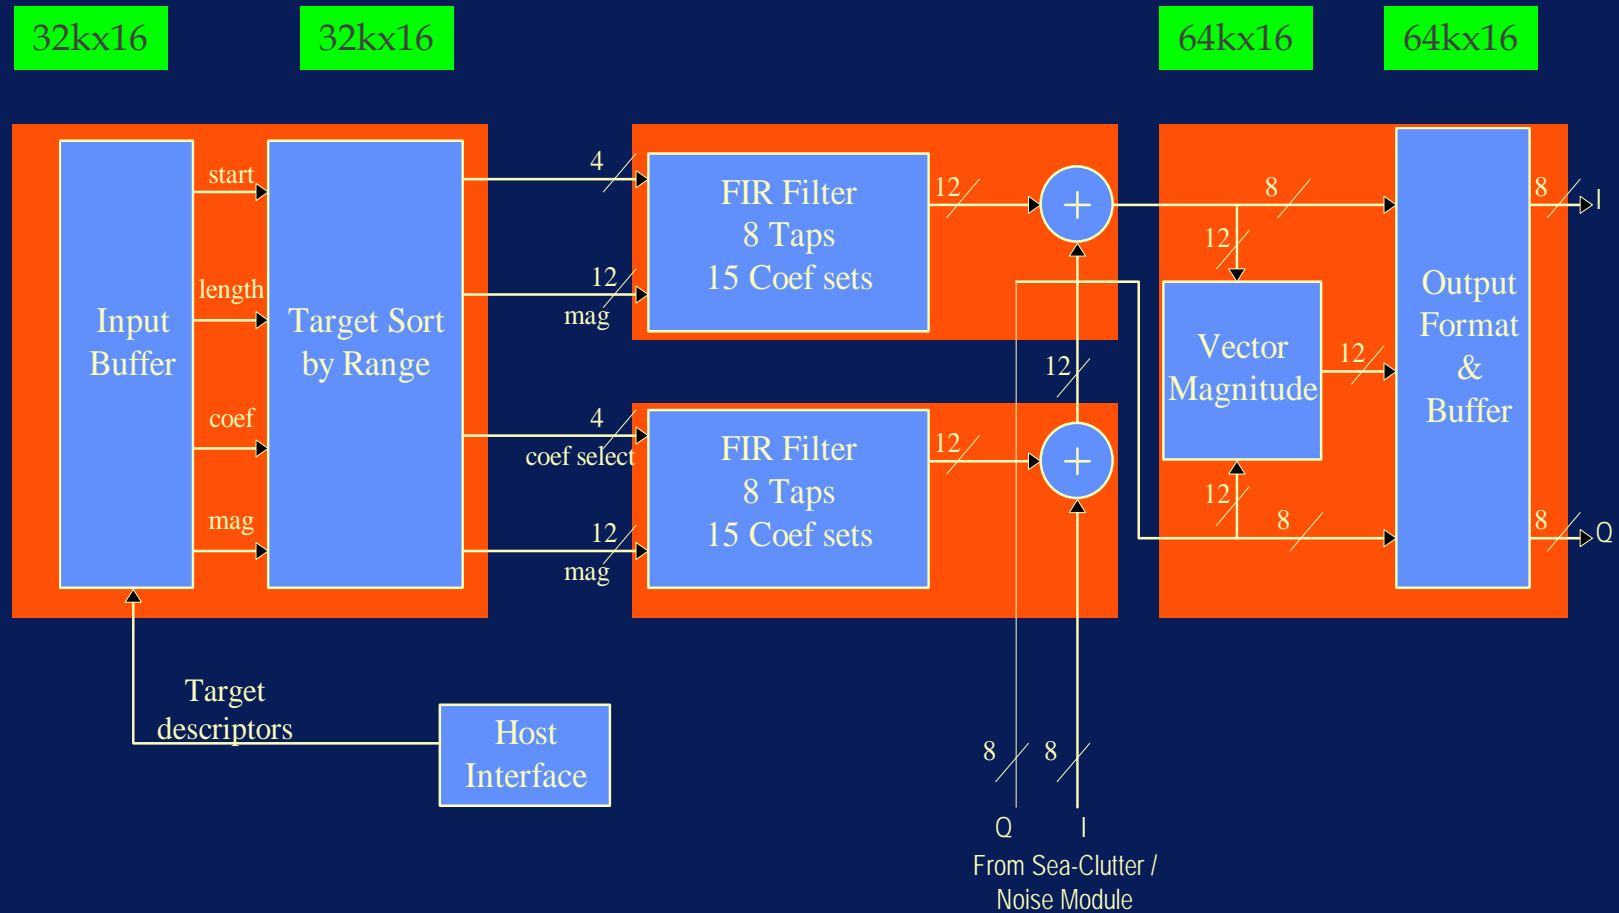 32kx16
32kx16
64kx16
64kx16
Input
Buffer
start
length
coef
mag
Target Sort
by Range
4
12
mag
4
coef select
12
mag
FIR Filter
8 Taps
15 Coef sets
12
+
12
FIR Filter
8 Taps
15 Coef sets
12
+
8
12
Vector
Magnitude
12
12
8
Output
Format
&
Buffer
8
I
8
Q
Target
descriptors
Host
Interface
8
8
Q
I
From Sea-Clutter /
Noise Module